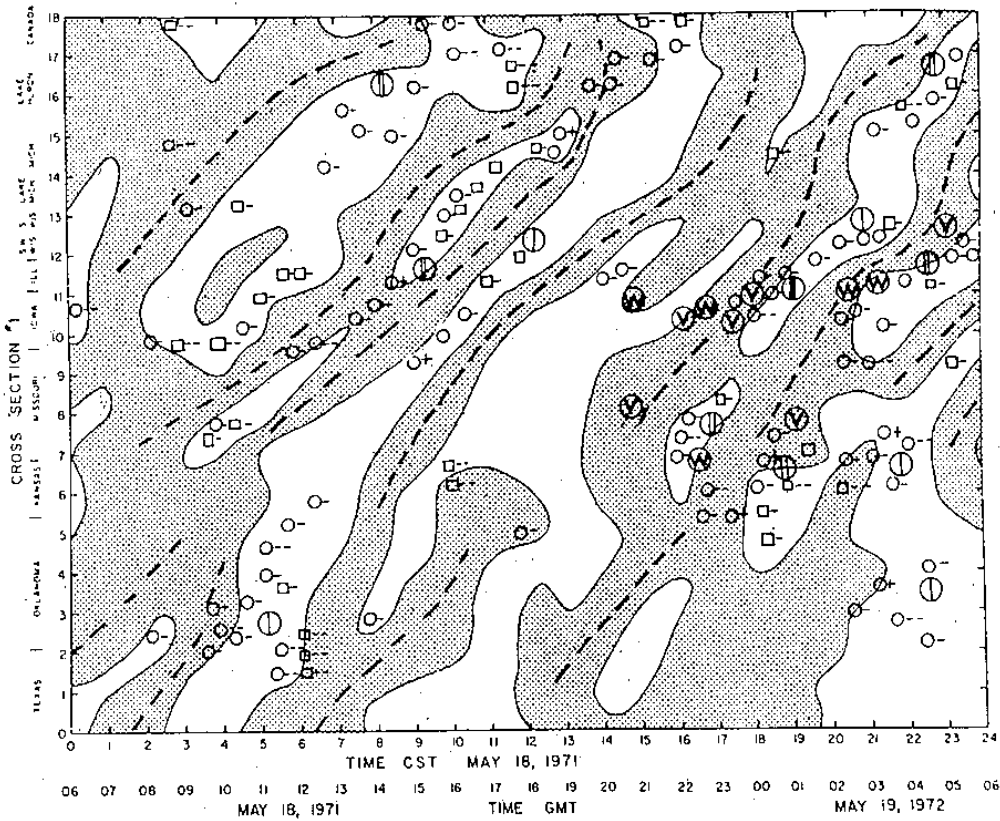 CROSS SECTION #1
TEXAS | OKLAHOMA | KANSAS | MISSOURI | IOWA | ILL |
LAKE HURON
CANADA
18
17
16
15
14
13
12
11
10
9
8
7
6
5
4
3
2
1
0
0 1 2 3 4 5 6 7 8 9 10 11 12 13 14 15 16 17 18 19 20 21 22 23 24
TIME CST MAY 18, 1971
06 07 08 09 10 11 12 13 14 15 16 17 18 19 20 21 22 23 00 01 02 03 04 05 06
MAY 18, 1971 TIME GMT MAY 19, 1972